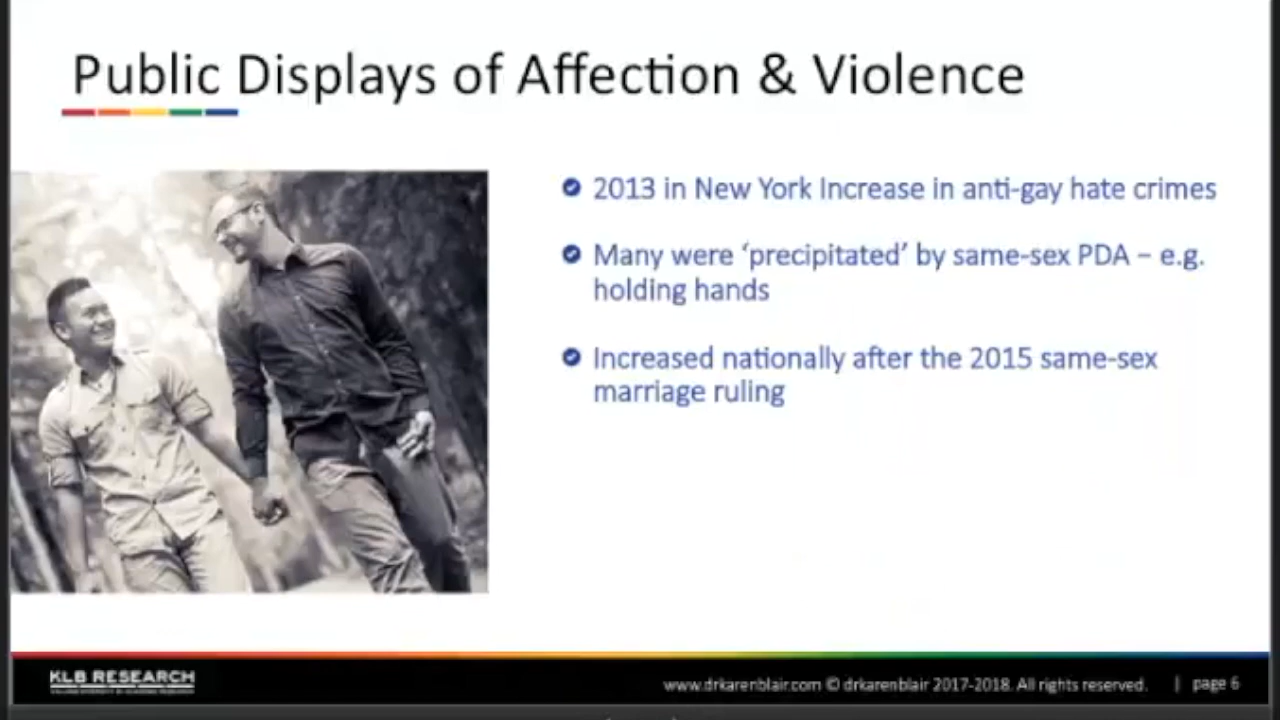 Public Displays of Affection & Violence
2013 in New York Increase in anti-gay hate crimes
Many were ‘precipitated’ by same-sex PDA – e.g.
holding hands
Increased nationally after the 2015 same-sex
marriage ruling
KLB RESEARCH
www.drkarenblair.com © drkarenblair 2017-2018. All rights reserved. | page 6